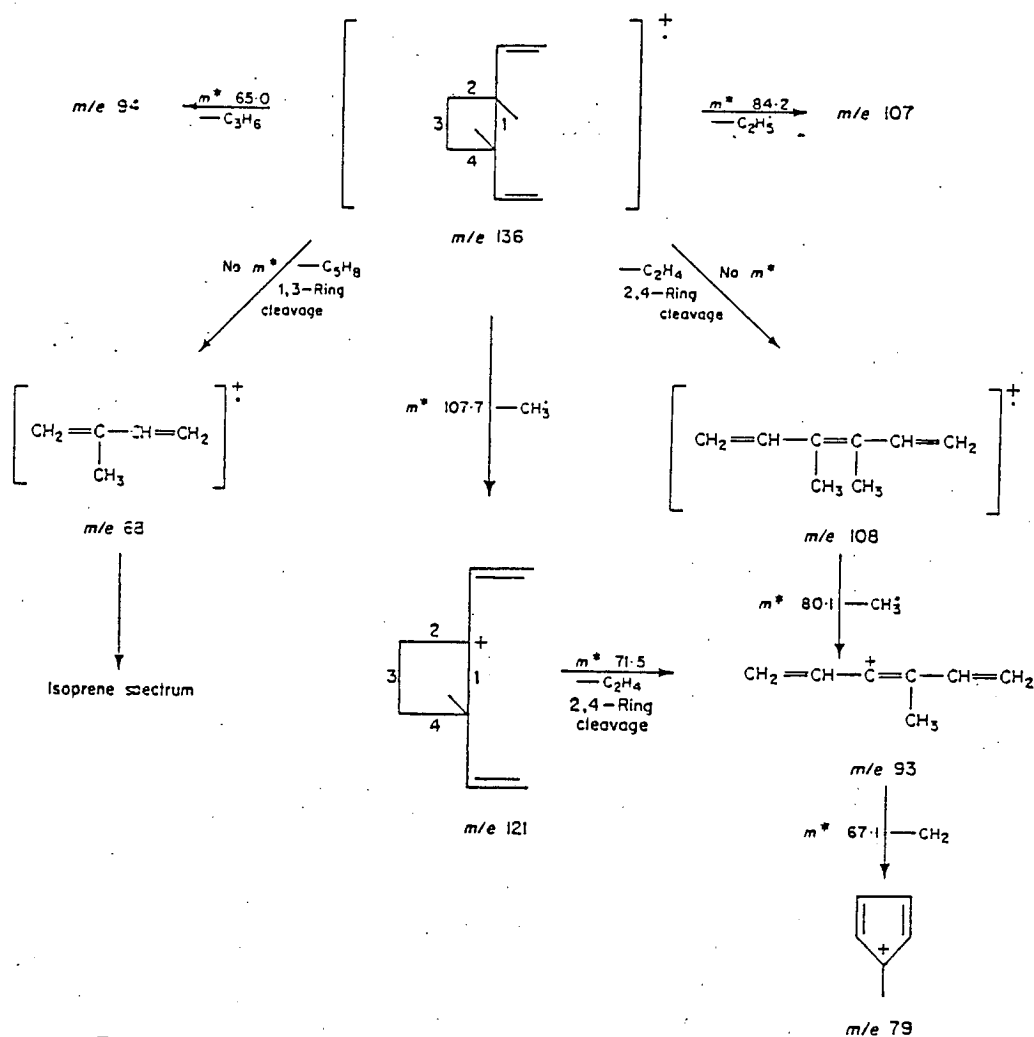 +
·
m/e 94
m* 65·0
—C₃H₆
2
3
1
4
m* 84·2
—C₂H₅
m/e 107
m/e 136
No m*
—C₅H₈
1,3–Ring
cleavage
—C₂H₄
No m*
2,4–Ring
cleavage
m* 107·7
—CH₃·
+
·
CH₂=C—CH=CH₂
CH₃
m/e 68
+
·
CH₂=CH—C=C—CH=CH₂
CH₃ CH₃
m/e 108
m* 80·1
—CH₃·
Isoprene spectrum
2
+
3
1
4
m/e 121
m* 71·5
—C₂H₄
2,4–Ring
cleavage
+
CH₂=CH—C=C—CH=CH₂
CH₃
m/e 93
m* 67·1
—CH₂
+
m/e 79